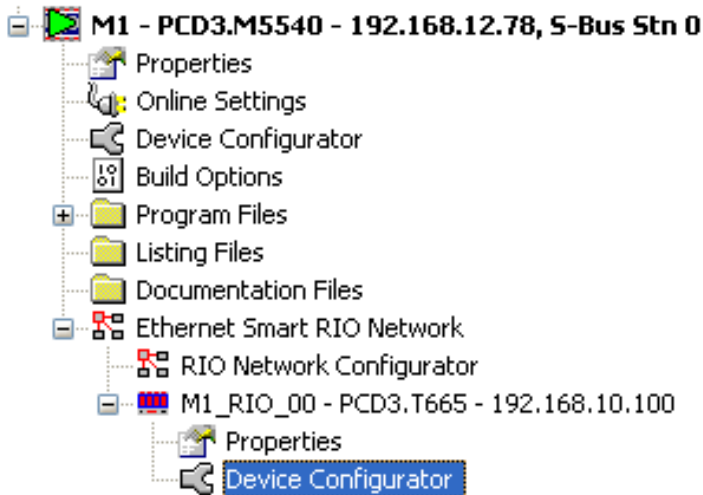 M1 - PCD3.M5540 - 192.168.12.78, S-Bus Stn 0
Properties
Online Settings
Device Configurator
Build Options
Program Files
Listing Files
Documentation Files
Ethernet Smart RIO Network
RIO Network Configurator
M1_RIO_00 - PCD3.T665 - 192.168.10.100
Properties
Device Configurator